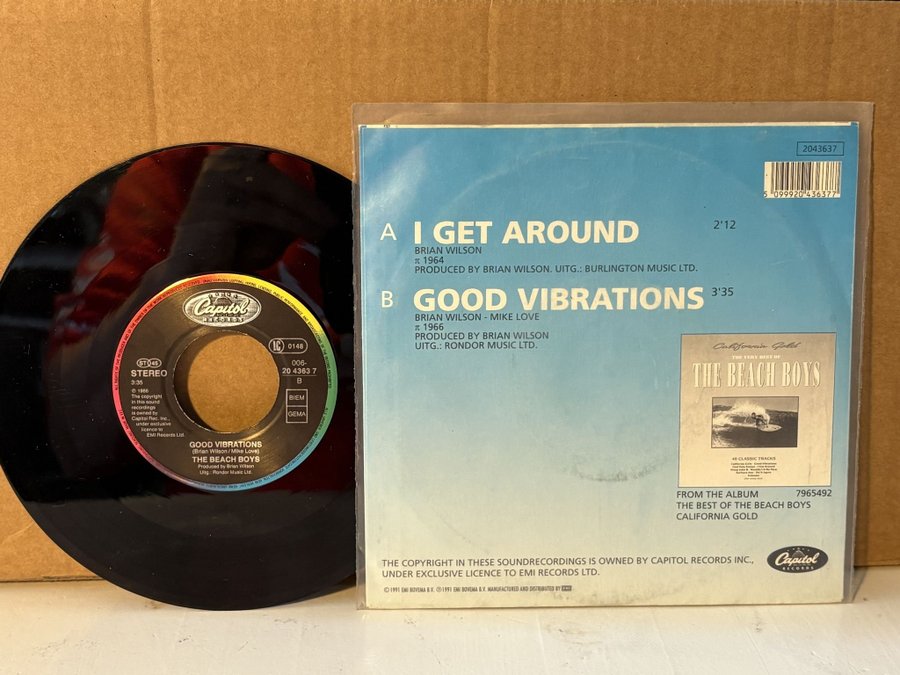 Capitol
RECORDS
ST 45
STEREO
3:35
℗ 1966
The copyright
in this sound
recordings
is owned by
Capitol Rec. Inc.,
under exclusive
licence to
EMI Records Ltd.
LC 0148
006-
20 4363 7
B
BIEM
GEMA
GOOD VIBRATIONS
(Brian Wilson/Mike Love)
THE BEACH BOYS
Produced by Brian Wilson
Uitg.: Rondor Music Ltd.
2043637
5 099920 436377
A I GET AROUND 2'12
BRIAN WILSON
π 1964
PRODUCED BY BRIAN WILSON. UITG.: BURLINGTON MUSIC LTD.
B GOOD VIBRATIONS 3'35
BRIAN WILSON - MIKE LOVE
π 1966
PRODUCED BY BRIAN WILSON
UITG.: RONDOR MUSIC LTD.
California Gold
THE VERY BEST OF
THE BEACH BOYS
FROM THE ALBUM 7965492
THE BEST OF THE BEACH BOYS
CALIFORNIA GOLD
THE COPYRIGHT IN THESE SOUNDRECORDINGS IS OWNED BY CAPITOL RECORDS INC.,
UNDER EXCLUSIVE LICENCE TO EMI RECORDS LTD.
Capitol
RECORDS
© 1991 EMI BOVEMA B.V. ℗ 1991 EMI BOVEMA B.V. MANUFACTURED AND DISTRIBUTED BY EMI